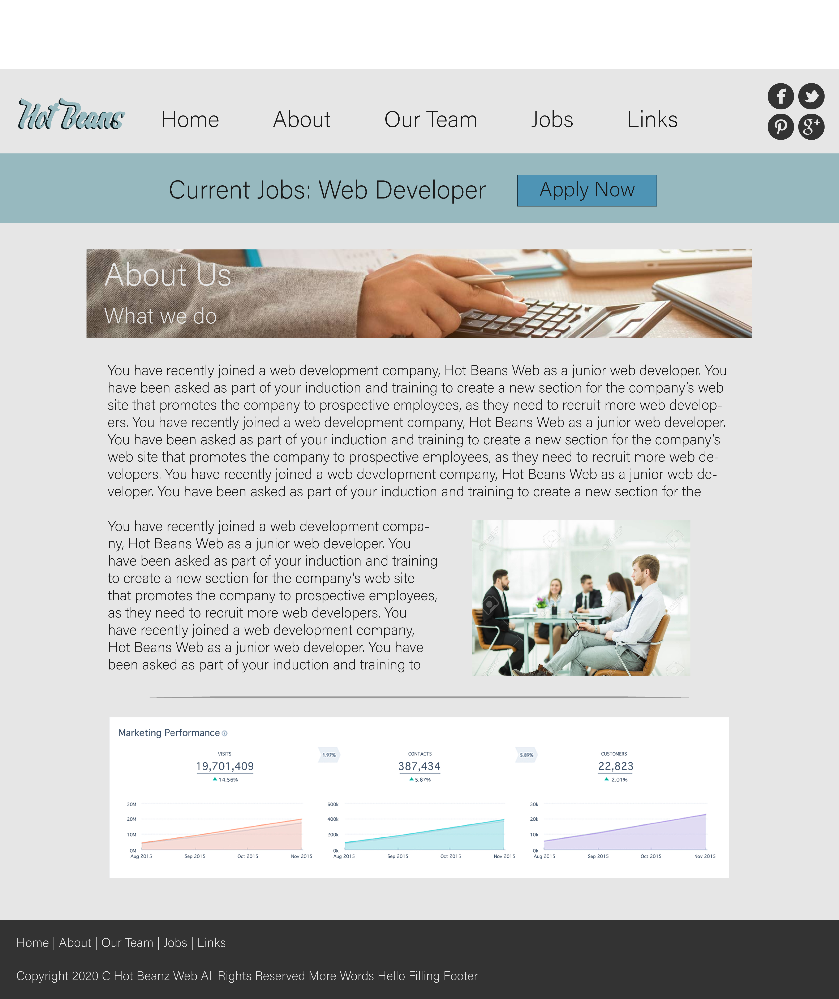 Hot Beans
Home About Our Team Jobs Links
Current Jobs: Web Developer Apply Now
About Us
What we do
You have recently joined a web development company, Hot Beans Web as a junior web developer. You
have been asked as part of your induction and training to create a new section for the company’s web
site that promotes the company to prospective employees, as they need to recruit more web develop-
ers. You have recently joined a web development company, Hot Beans Web as a junior web developer.
You have been asked as part of your induction and training to create a new section for the company’s
web site that promotes the company to prospective employees, as they need to recruit more web de-
velopers. You have recently joined a web development company, Hot Beans Web as a junior web de-
veloper. You have been asked as part of your induction and training to create a new section for the
You have recently joined a web development compa-
ny, Hot Beans Web as a junior web developer. You
have been asked as part of your induction and training
to create a new section for the company’s web site
that promotes the company to prospective employees,
as they need to recruit more web developers. You
have recently joined a web development company,
Hot Beans Web as a junior web developer. You have
been asked as part of your induction and training to
Marketing Performance
VISITS 1.97% CONTACTS 5.89% CUSTOMERS
19,701,409 387,434 22,823
14.56% 5.67% 2.01%
30M 600k 30k
20M 400k 20k
10M 200k 10k
0M 0k 0k
Aug 2015 Sep 2015 Oct 2015 Nov 2015 Aug 2015 Sep 2015 Oct 2015 Nov 2015 Aug 2015 Sep 2015 Oct 2015 Nov 2015
Home | About | Our Team | Jobs | Links
Copyright 2020 C Hot Beanz Web All Rights Reserved More Words Hello Filling Footer